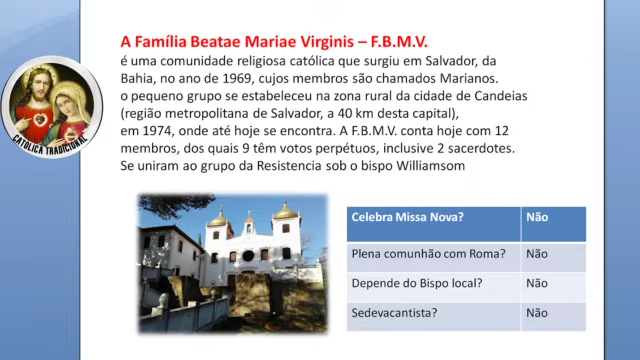 A Família Beatae Mariae Virginis – F.B.M.V.
é uma comunidade religiosa católica que surgiu em Salvador, da
Bahia, no ano de 1969, cujos membros são chamados Marianos.
o pequeno grupo se estabeleceu na zona rural da cidade de Candeias
(região metropolitana de Salvador, a 40 km desta capital),
em 1974, onde até hoje se encontra. A F.B.M.V. conta hoje com 12
membros, dos quais 9 têm votos perpétuos, inclusive 2 sacerdotes.
Se uniram ao grupo da Resistencia sob o bispo Williamsom
CATÓLICA TRADICIONAL
Celebra Missa Nova? Não
Plena comunhão com Roma? Não
Depende do Bispo local? Não
Sedevacantista? Não